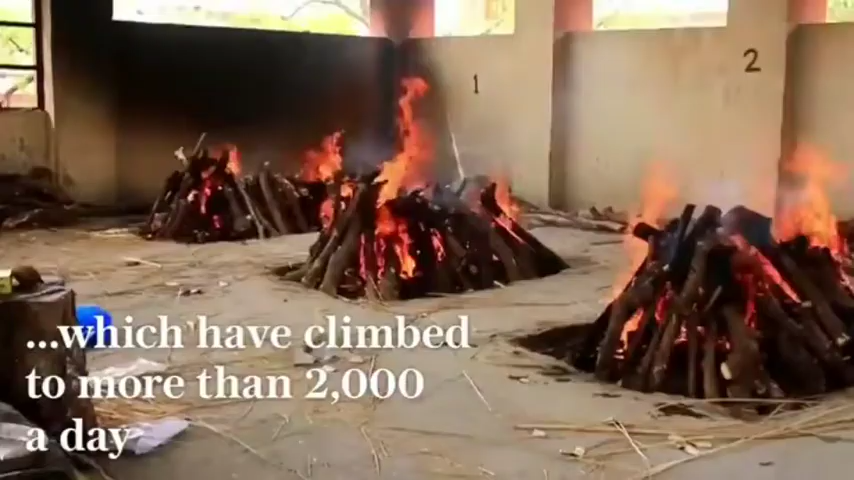 1
2
...which have climbed
to more than 2,000
a day